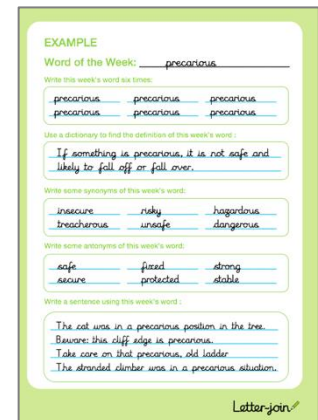 EXAMPLE
Word of the Week: precarious
Write this week's word six times:
precarious precarious precarious
precarious precarious precarious
Use a dictionary to find the definition of this week's word :
If something is precarious, it is not safe and
likely to fall off or fall over.
Write some synonyms of this week's word:
insecure risky hazardous
treacherous unsafe dangerous
Write some antonyms of this week's word:
safe fixed strong
secure protected stable
Write a sentence using this week's word :
The cat was in a precarious position in the tree.
Beware: this cliff edge is precarious.
Take care on that precarious, old ladder
The stranded climber was in a precarious situation.
Letter-join